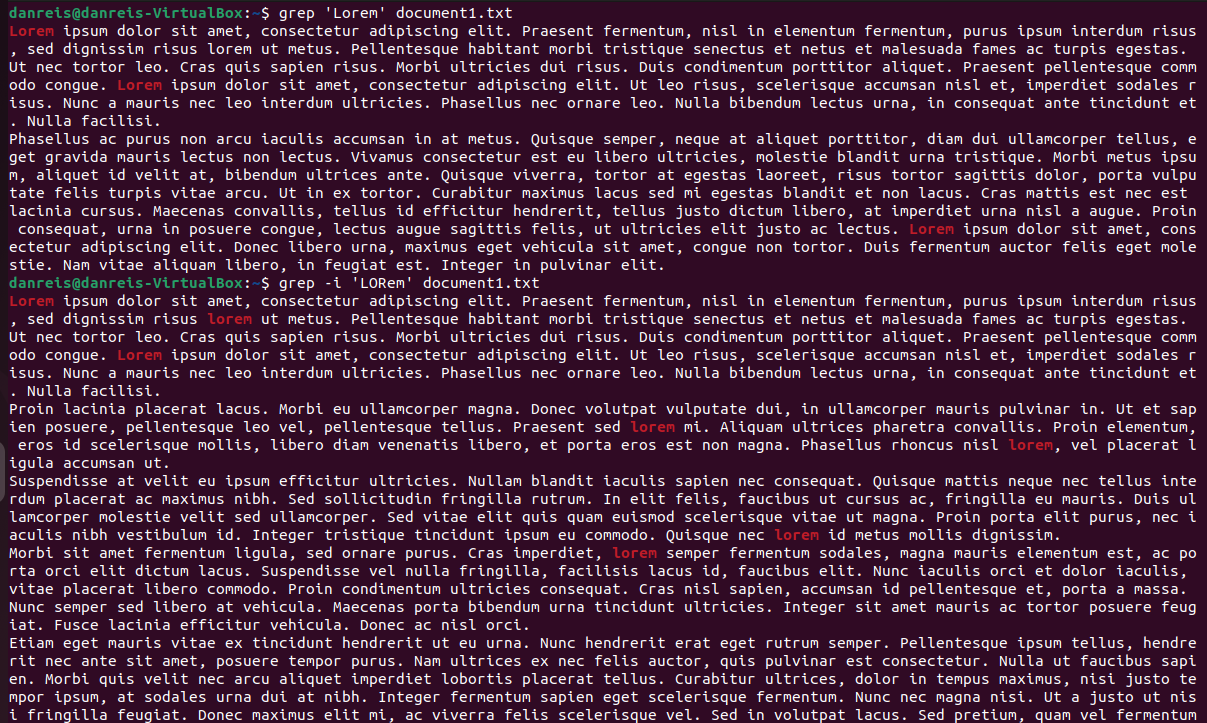 danreis@danreis-VirtualBox:~$ grep 'Lorem' document1.txt
Lorem ipsum dolor sit amet, consectetur adipiscing elit. Praesent fermentum, nisl in elementum fermentum, purus ipsum interdum risus
, sed dignissim risus lorem ut metus. Pellentesque habitant morbi tristique senectus et netus et malesuada fames ac turpis egestas.
Ut nec tortor leo. Cras quis sapien risus. Morbi ultricies dui risus. Duis condimentum porttitor aliquet. Praesent pellentesque comm
odo congue. Lorem ipsum dolor sit amet, consectetur adipiscing elit. Ut leo risus, scelerisque accumsan nisl et, imperdiet sodales r
isus. Nunc a mauris nec leo interdum ultricies. Phasellus nec ornare leo. Nulla bibendum lectus urna, in consequat ante tincidunt et
. Nulla facilisi.
Phasellus ac purus non arcu iaculis accumsan in at metus. Quisque semper, neque at aliquet porttitor, diam dui ullamcorper tellus, e
get gravida mauris lectus non lectus. Vivamus consectetur est eu libero ultricies, molestie blandit urna tristique. Morbi metus ipsu
m, aliquet id velit at, bibendum ultrices ante. Quisque viverra, tortor at egestas laoreet, risus tortor sagittis dolor, porta vulpu
tate felis turpis vitae arcu. Ut in ex tortor. Curabitur maximus lacus sed mi egestas blandit et non lacus. Cras mattis est nec est
lacinia cursus. Maecenas convallis, tellus id efficitur hendrerit, tellus justo dictum libero, at imperdiet urna nisl a augue. Proin
 consequat, urna in posuere congue, lectus augue sagittis felis, ut ultricies elit justo ac lectus. Lorem ipsum dolor sit amet, cons
ectetur adipiscing elit. Donec libero urna, maximus eget vehicula sit amet, congue non tortor. Duis fermentum auctor felis eget mole
stie. Nam vitae aliquam libero, in feugiat est. Integer in pulvinar elit.
danreis@danreis-VirtualBox:~$ grep -i 'LORem' document1.txt
Lorem ipsum dolor sit amet, consectetur adipiscing elit. Praesent fermentum, nisl in elementum fermentum, purus ipsum interdum risus
, sed dignissim risus lorem ut metus. Pellentesque habitant morbi tristique senectus et netus et malesuada fames ac turpis egestas.
Ut nec tortor leo. Cras quis sapien risus. Morbi ultricies dui risus. Duis condimentum porttitor aliquet. Praesent pellentesque comm
odo congue. Lorem ipsum dolor sit amet, consectetur adipiscing elit. Ut leo risus, scelerisque accumsan nisl et, imperdiet sodales r
isus. Nunc a mauris nec leo interdum ultricies. Phasellus nec ornare leo. Nulla bibendum lectus urna, in consequat ante tincidunt et
. Nulla facilisi.
Proin lacinia placerat lacus. Morbi eu ullamcorper magna. Donec volutpat vulputate dui, in ullamcorper mauris pulvinar in. Ut et sap
ien posuere, pellentesque leo vel, pellentesque tellus. Praesent sed lorem mi. Aliquam ultrices pharetra convallis. Proin elementum,
 eros id scelerisque mollis, libero diam venenatis libero, et porta eros est non magna. Phasellus rhoncus nisl lorem, vel placerat l
igula accumsan ut.
Suspendisse at velit eu ipsum efficitur ultricies. Nullam blandit iaculis sapien nec consequat. Quisque mattis neque nec tellus inte
rdum placerat ac maximus nibh. Sed sollicitudin fringilla rutrum. In elit felis, faucibus ut cursus ac, fringilla eu mauris. Duis ul
lamcorper molestie velit sed ullamcorper. Sed vitae elit quis quam euismod scelerisque vitae ut magna. Proin porta elit purus, nec i
aculis nibh vestibulum id. Integer tristique tincidunt ipsum eu commodo. Quisque nec lorem id metus mollis dignissim.
Morbi sit amet fermentum ligula, sed ornare purus. Cras imperdiet, lorem semper fermentum sodales, magna mauris elementum est, ac po
rta orci elit dictum lacus. Suspendisse vel nulla fringilla, facilisis lacus id, faucibus elit. Nunc iaculis orci et dolor iaculis,
vitae placerat libero commodo. Proin condimentum ultricies consequat. Cras nisl sapien, accumsan id pellentesque et, porta a massa.
Nunc semper sed libero at vehicula. Maecenas porta bibendum urna tincidunt ultricies. Integer sit amet mauris ac tortor posuere feug
iat. Fusce lacinia efficitur vehicula. Donec ac nisl orci.
Etiam eget mauris vitae ex tincidunt hendrerit ut eu urna. Nunc hendrerit erat eget rutrum semper. Pellentesque ipsum tellus, hendre
rit nec ante sit amet, posuere tempor purus. Nam ultrices ex nec felis auctor, quis pulvinar est consectetur. Nulla ut faucibus sapi
en. Morbi quis velit nec arcu aliquet imperdiet lobortis placerat tellus. Curabitur ultrices, dolor in tempus maximus, nisi justo te
mpor ipsum, at sodales urna dui at nibh. Integer fermentum sapien eget scelerisque fermentum. Nunc nec magna nisi. Ut a justo ut nis
i fringilla feugiat. Donec maximus elit mi, ac viverra felis scelerisque vel. Sed in volutpat lacus. Sed pretium, quam vel fermentum